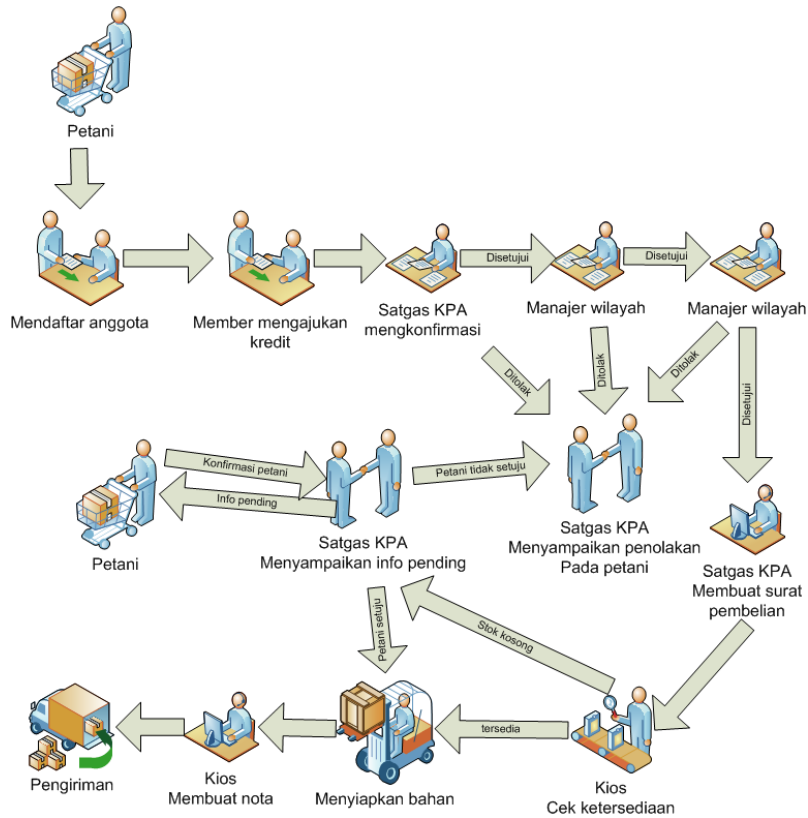 Petani
Mendaftar anggota
Member mengajukan
kredit
Satgas KPA
mengkonfirmasi
Disetujui
Manajer wilayah
Disetujui
Manajer wilayah
Ditolak
Ditolak
Ditolak
Disetujui
Konfirmasi petani
Info pending
Petani
Satgas KPA
Menyampaikan info pending
Petani tidak setuju
Satgas KPA
Menyampaikan penolakan
Pada petani
Satgas KPA
Membuat surat
pembelian
Petani setuju
Stok kosong
Pengiriman
Kios
Membuat nota
Menyiapkan bahan
tersedia
Kios
Cek ketersediaan